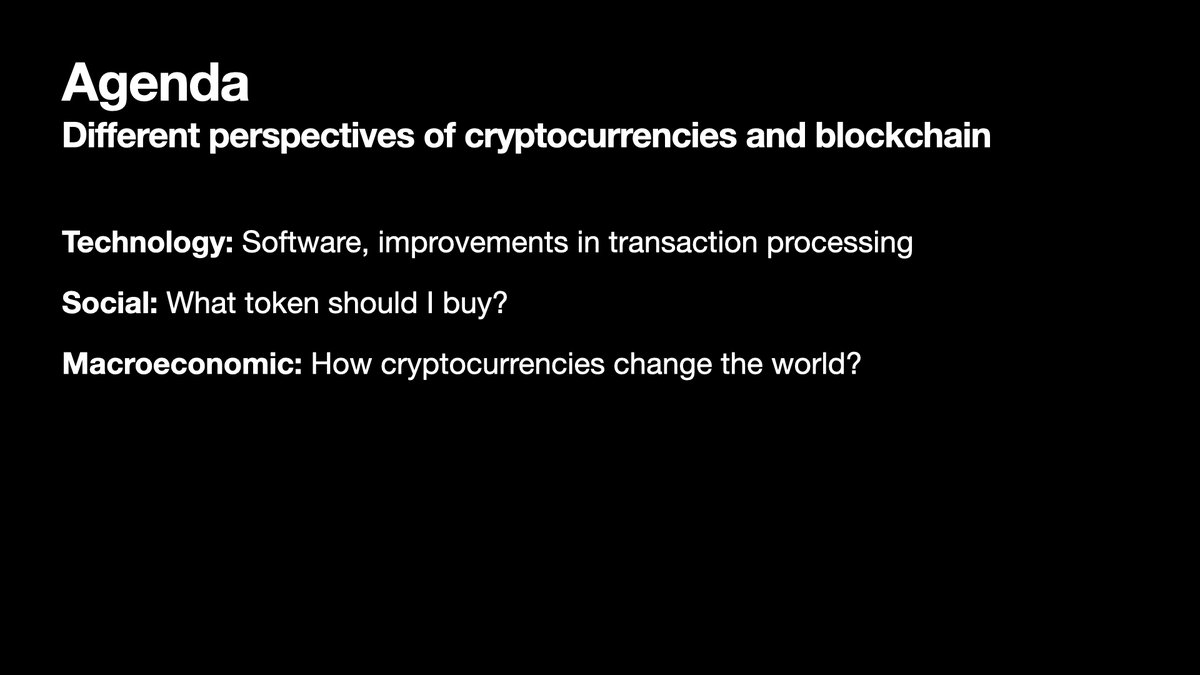 Agenda
Different perspectives of cryptocurrencies and blockchain
Technology: Software, improvements in transaction processing
Social: What token should I buy?
Macroeconomic: How cryptocurrencies change the world?